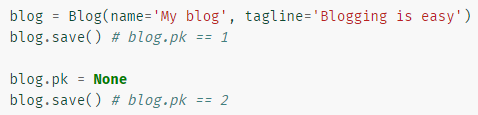 blog = Blog(name='My blog', tagline='Blogging is easy')
blog.save() # blog.pk == 1
blog.pk = None
blog.save() # blog.pk == 2